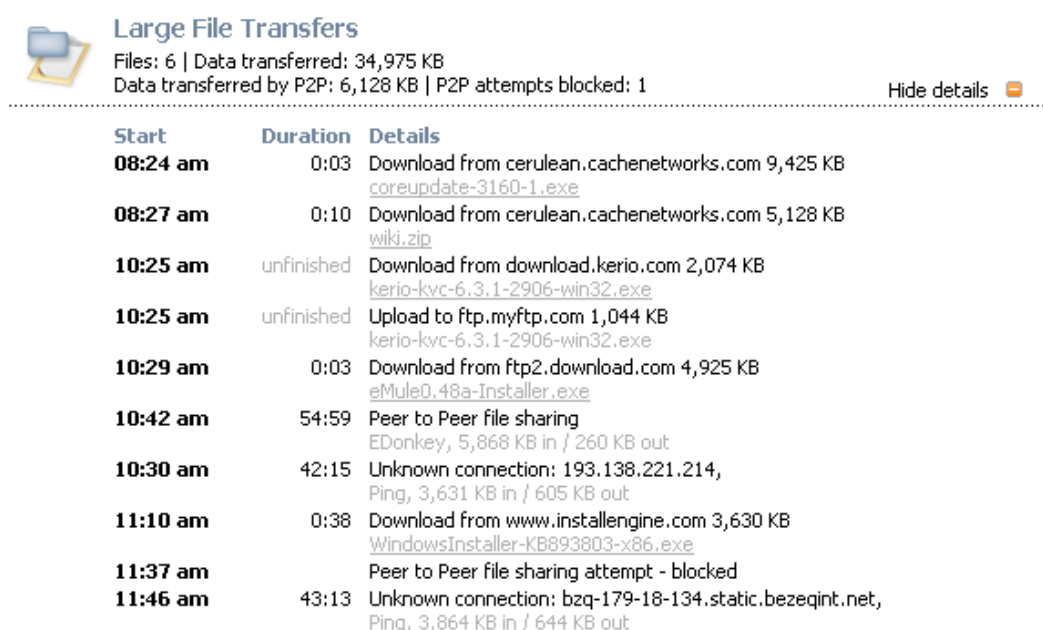 Large File Transfers
Files: 6 | Data transferred: 34,975 KB
Data transferred by P2P: 6,128 KB | P2P attempts blocked: 1
Hide details
Start Duration Details
08:24 am 0:03 Download from cerulean.cachenetworks.com 9,425 KB
coreupdate-3160-1.exe
08:27 am 0:10 Download from cerulean.cachenetworks.com 5,128 KB
wiki.zip
10:25 am unfinished Download from download.kerio.com 2,074 KB
kerio-kvc-6.3.1-2906-win32.exe
10:25 am unfinished Upload to ftp.myftp.com 1,044 KB
kerio-kvc-6.3.1-2906-win32.exe
10:29 am 0:03 Download from ftp2.download.com 4,925 KB
eMule0.48a-Installer.exe
10:42 am 54:59 Peer to Peer file sharing
EDonkey, 5,868 KB in / 260 KB out
10:30 am 42:15 Unknown connection: 193.138.221.214,
Ping, 3,631 KB in / 605 KB out
11:10 am 0:38 Download from www.installengine.com 3,630 KB
WindowsInstaller-KB893803-x86.exe
11:37 am Peer to Peer file sharing attempt - blocked
11:46 am 43:13 Unknown connection: bzq-179-18-134.static.bezeqint.net,
Ping, 3,864 KB in / 644 KB out